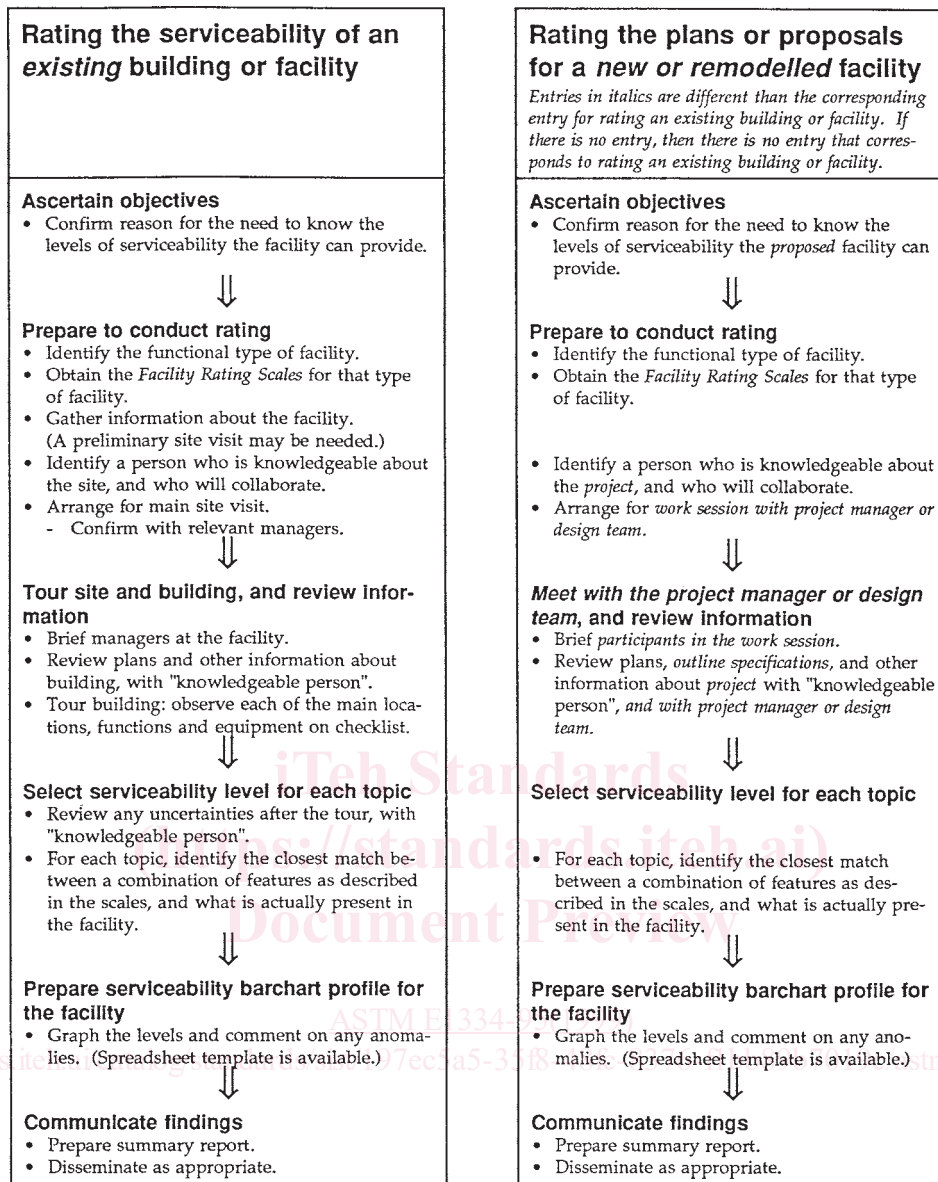 Rating the serviceability of an
existing building or facility
Ascertain objectives
• Confirm reason for the need to know the
levels of serviceability the facility can provide.
⇓
Prepare to conduct rating
• Identify the functional type of facility.
• Obtain the Facility Rating Scales for that type
of facility.
• Gather information about the facility.
(A preliminary site visit may be needed.)
• Identify a person who is knowledgeable about
the site, and who will collaborate.
• Arrange for main site visit.
- Confirm with relevant managers.
⇓
Tour site and building, and review infor-
mation
• Brief managers at the facility.
• Review plans and other information about
building, with "knowledgeable person".
• Tour building: observe each of the main loca-
tions, functions and equipment on checklist.
⇓
Select serviceability level for each topic
• Review any uncertainties after the tour, with
"knowledgeable person".
• For each topic, identify the closest match be-
tween a combination of features as described
in the scales, and what is actually present in
the facility.
⇓
Prepare serviceability barchart profile for
the facility
• Graph the levels and comment on any anoma-
lies. (Spreadsheet template is available.)
⇓
Communicate findings
• Prepare summary report.
• Disseminate as appropriate.
Rating the plans or proposals
for a new or remodelled facility
Entries in italics are different than the corresponding
entry for rating an existing building or facility. If
there is no entry, then there is no entry that corres-
ponds to rating an existing building or facility.
Ascertain objectives
• Confirm reason for the need to know the
levels of serviceability the proposed facility can
provide.
⇓
Prepare to conduct rating
• Identify the functional type of facility.
• Obtain the Facility Rating Scales for that type
of facility.
• Identify a person who is knowledgeable about
the project, and who will collaborate.
• Arrange for work session with project manager or
design team.
⇓
Meet with the project manager or design
team, and review information
• Brief participants in the work session.
• Review plans, outline specifications, and other
information about project with "knowledgeable
person", and with project manager or design
team.
⇓
Select serviceability level for each topic
• For each topic, identify the closest match
between a combination of features as des-
cribed in the scales, and what is actually pre-
sent in the facility.
⇓
Prepare serviceability barchart profile for
the facility
• Graph the levels and comment on any ano-
malies. (Spreadsheet template is available.)
⇓
Communicate findings
• Prepare summary report.
• Disseminate as appropriate.
iTeh Standards
(https://standards.iteh.ai)
Document Preview